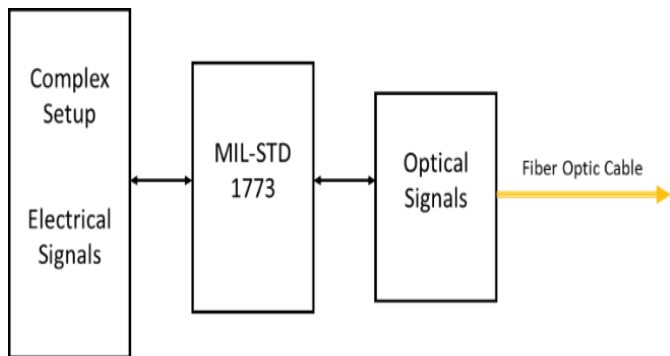 Complex
Setup
Electrical
Signals
MIL-STD
1773
Optical
Signals
Fiber Optic Cable